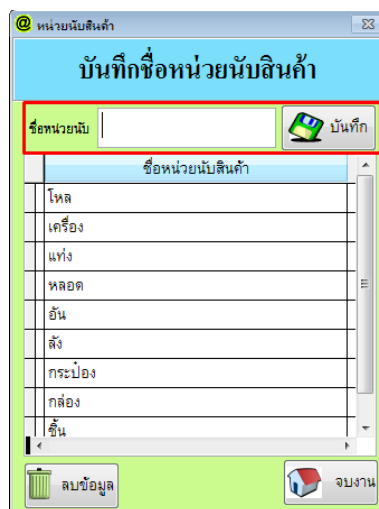 หน่วยนับสินค้า
บันทึกชื่อหน่วยนับสินค้า
ชื่อหน่วยนับ บันทึก
ชื่อหน่วยนับสินค้า
โหล
เครื่อง
แท่ง
หลอด
อัน
ลัง
กระป๋อง
กล่อง
ชิ้น
ลบข้อมูล จบงาน